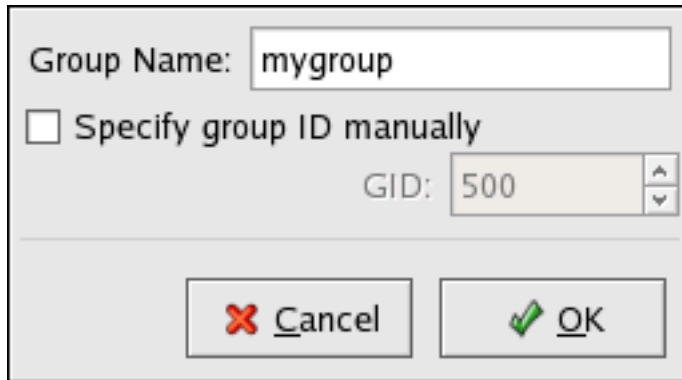 Group Name: mygroup
Specify group ID manually
GID: 500
Cancel OK